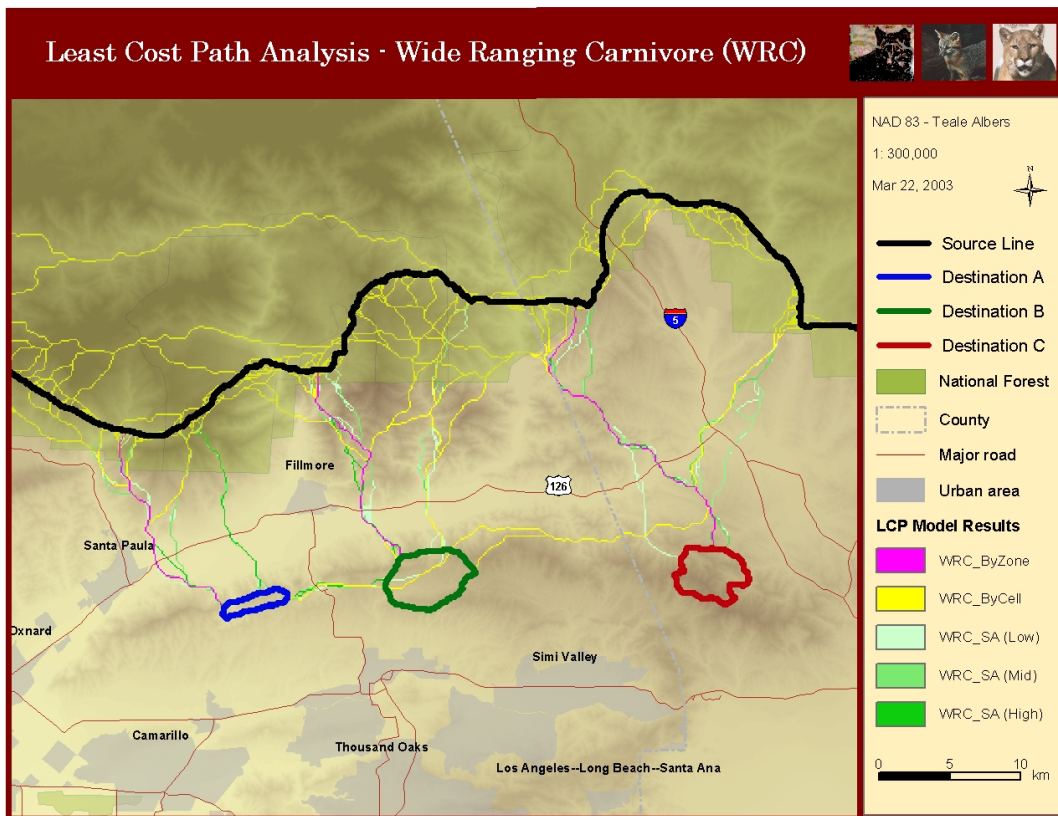 Least Cost Path Analysis - Wide Ranging Carnivore (WRC)
NAD 83 - Teale Albers
1: 300,000
Mar 22, 2003
N
Source Line
Destination A
Destination B
Destination C
National Forest
County
Major road
Urban area
LCP Model Results
WRC_ByZone
WRC_ByCell
WRC_SA (Low)
WRC_SA (Mid)
WRC_SA (High)
0 5 10
km
5
Fillmore
126
Santa Paula
Oxnard
Simi Valley
Camarillo
Thousand Oaks
Los Angeles--Long Beach--Santa Ana